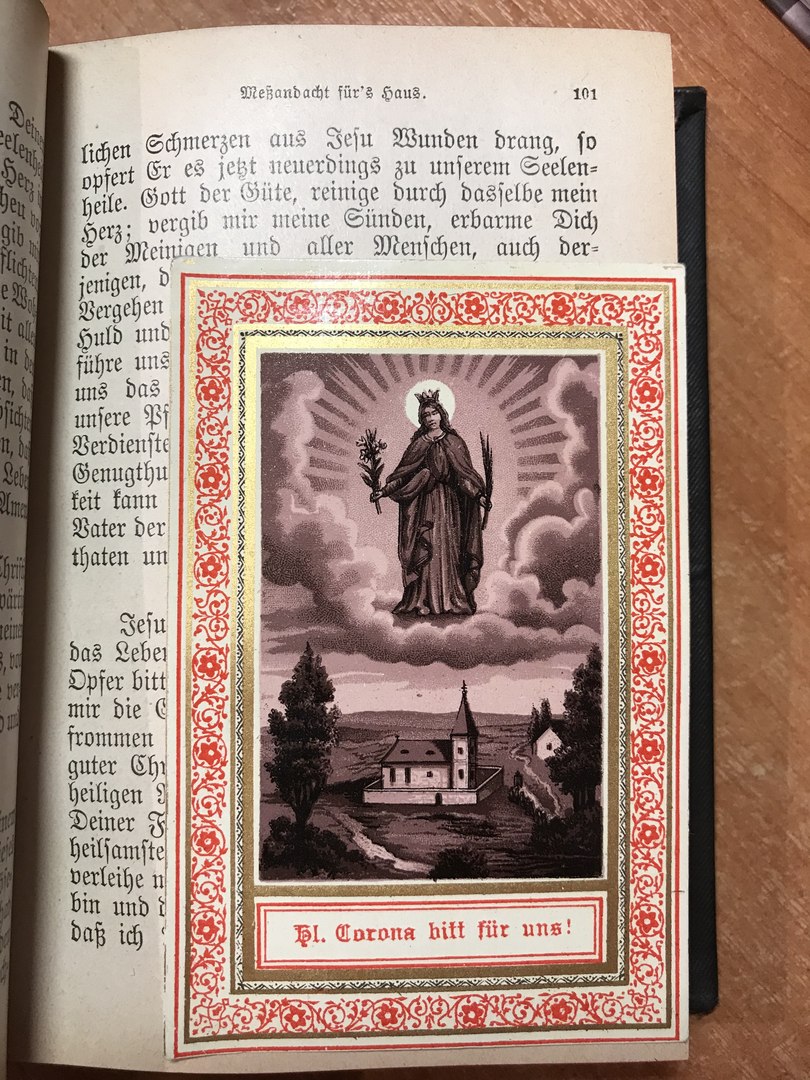 Meßandacht für's Haus. 101
lichen Schmerzen aus Jesu Wunden drang, so
opfert Er es jetzt neuerdings zu unserem Seelen=
heile. Gott der Güte, reinige durch dasselbe mein
Herz; vergib mir meine Sünden, erbarme Dich
der Meinigen und aller Menschen, auch der=
jenigen, d
Vergehen
Huld und
führe uns
uns das
unsere Pf
Verdienste
Genugthu
keit kann
Vater der
thaten un
Jesu
das Leben
Opfer bitt
mir die
frommen
guter Chr
heiligen
Deiner
heilsamste
verleihe n
bin und d
daß ich
Hl. Corona bitt für uns!